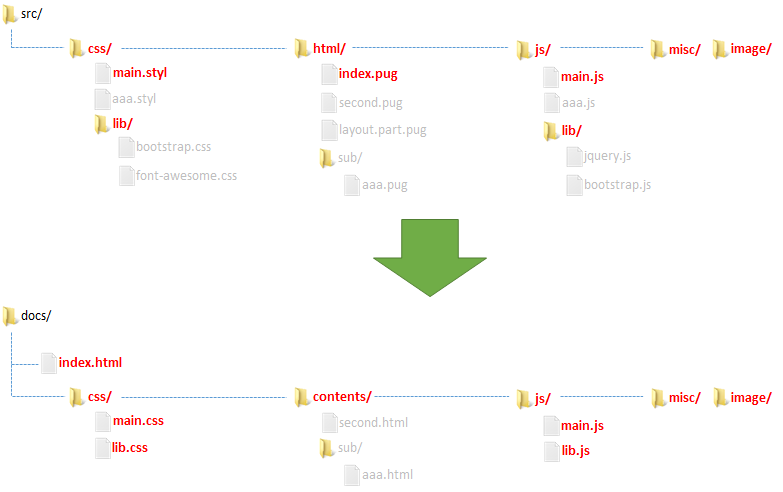 src/
css/ html/ js/ misc/ image/
main.styl index.pug main.js
aaa.styl second.pug aaa.js
lib/ layout.part.pug lib/
bootstrap.css sub/ jquery.js
font-awesome.css aaa.pug bootstrap.js
docs/
index.html
css/ contents/ js/ misc/ image/
main.css second.html main.js
lib.css sub/ lib.js
aaa.html